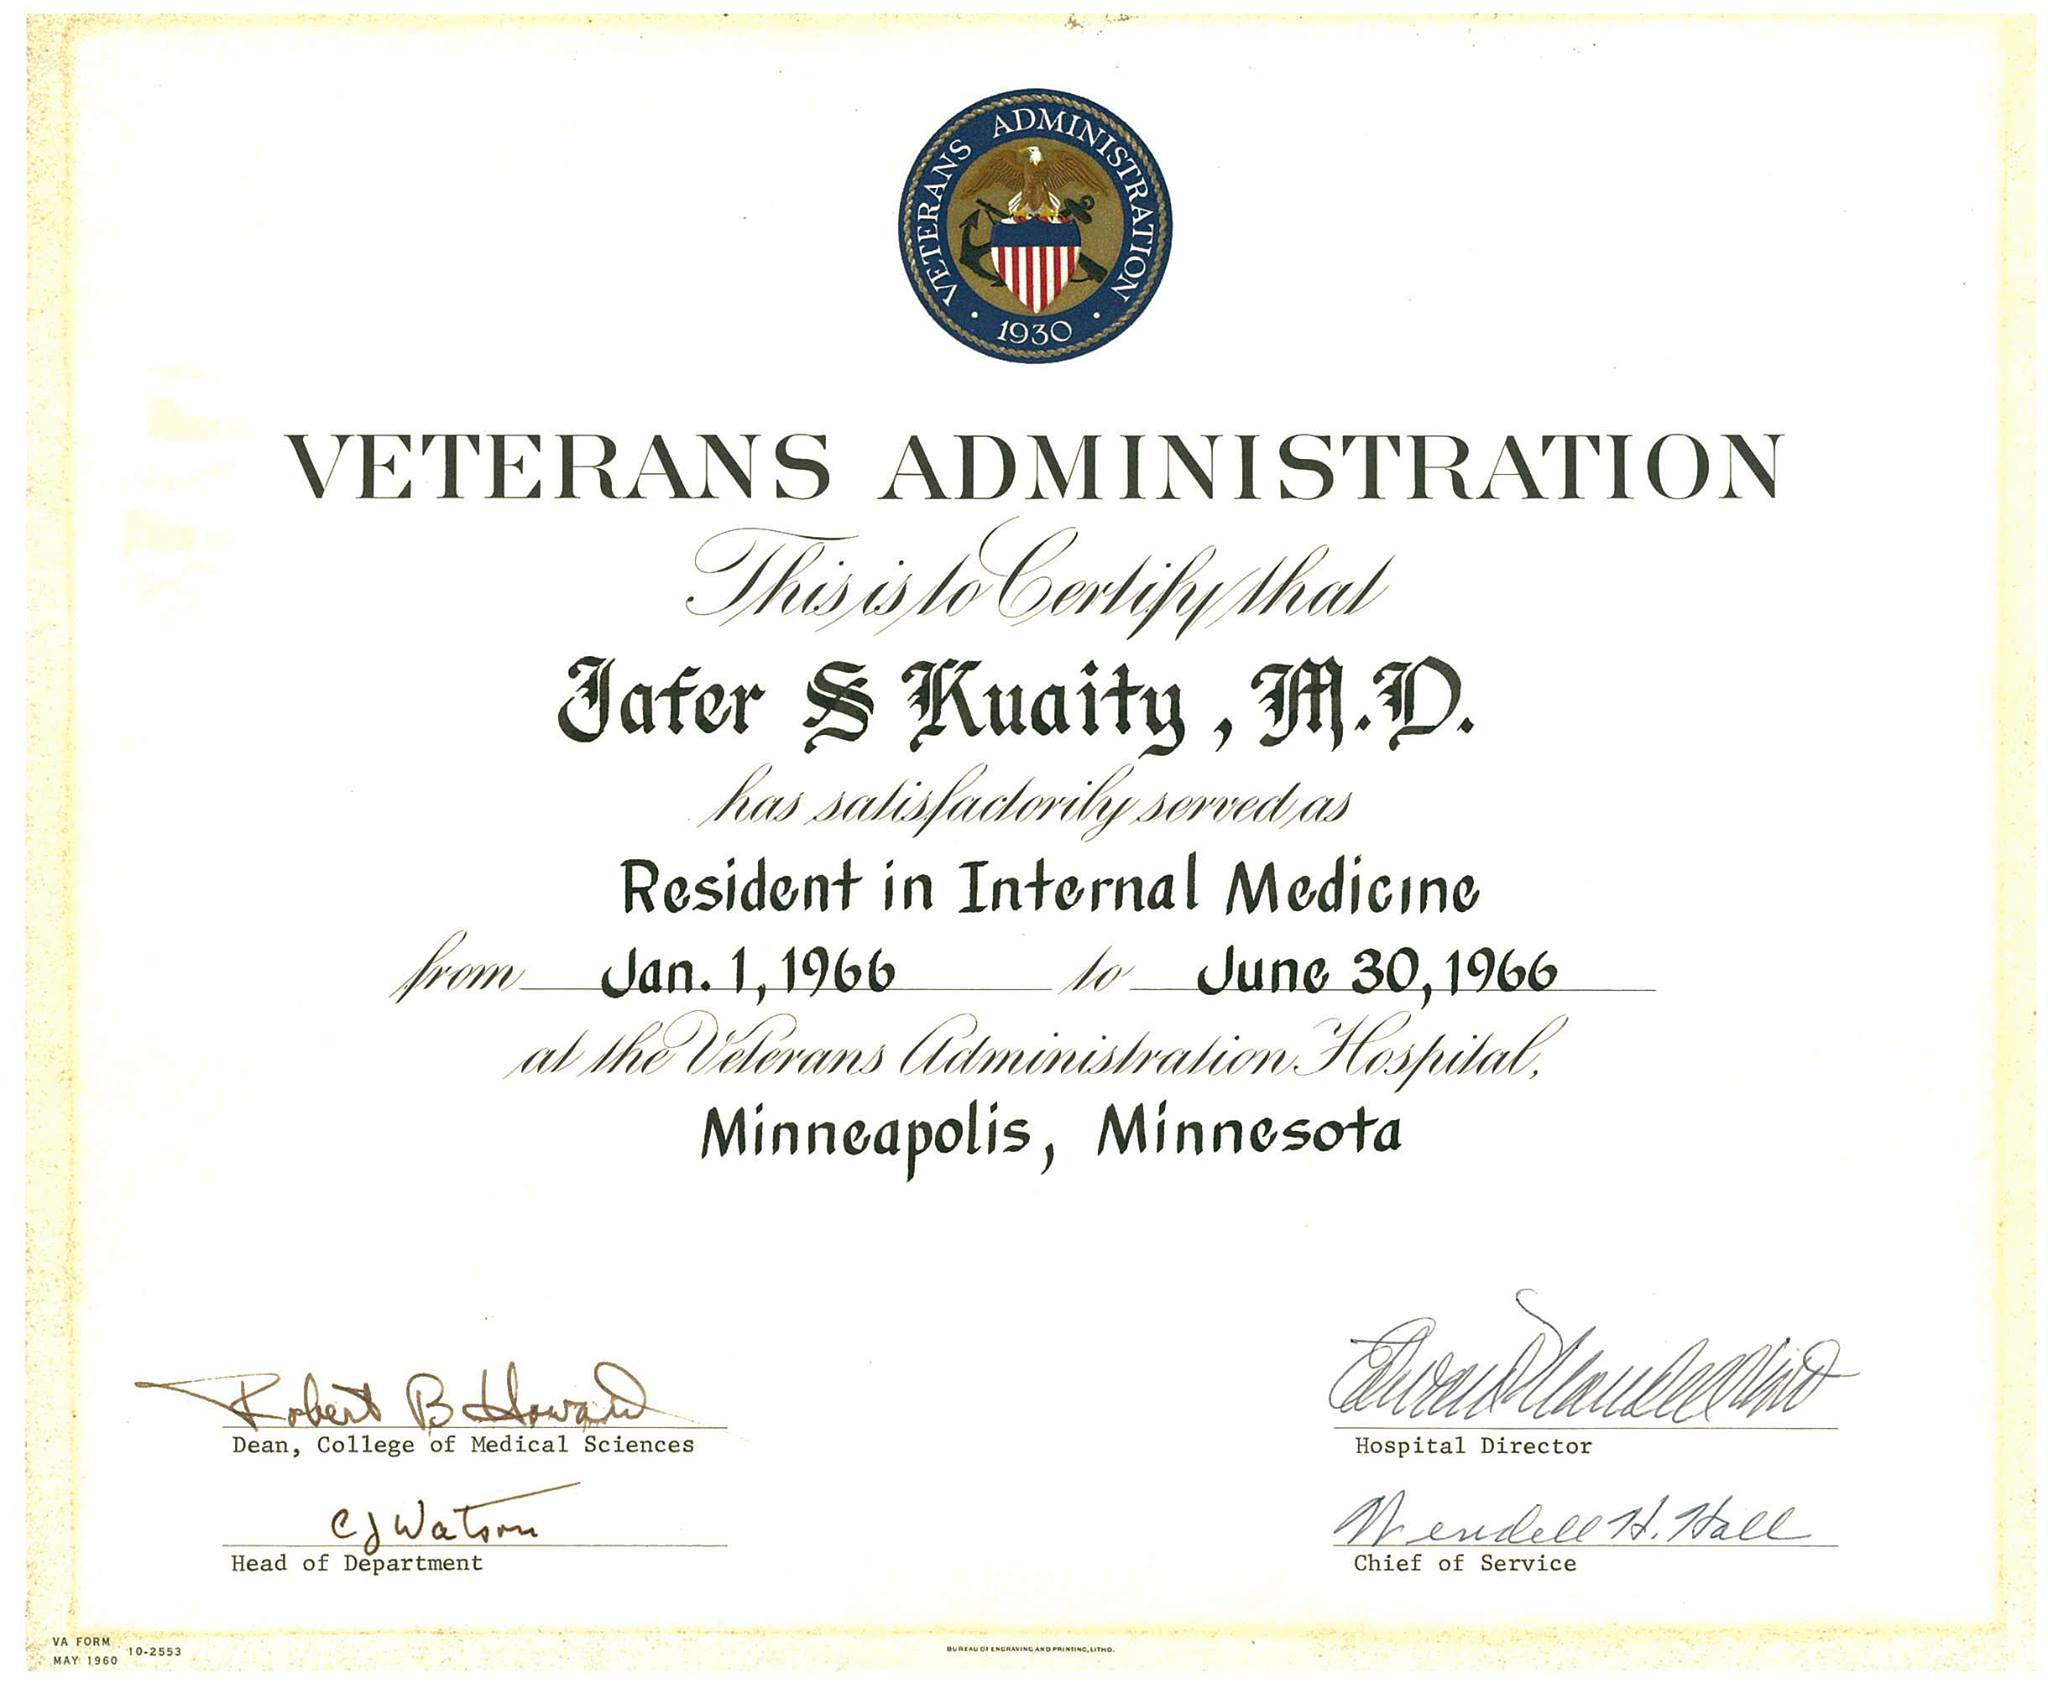 VETERANS ADMINISTRATION
· 1930 ·
VETERANS ADMINISTRATION
This is to Certify that
Jafer S Kuaity, M.D.
has satisfactorily served as
Resident in Internal Medicine
from Jan. 1, 1966 to June 30, 1966
at the Veterans Administration Hospital,
Minneapolis, Minnesota
Robert B Howard
Dean, College of Medical Sciences
Hospital Director
C J Watson
Head of Department
Wendell H. Hall
Chief of Service
VA FORM 10-2553
MAY 1960
BUREAU OF ENGRAVING AND PRINTING, LITHO.